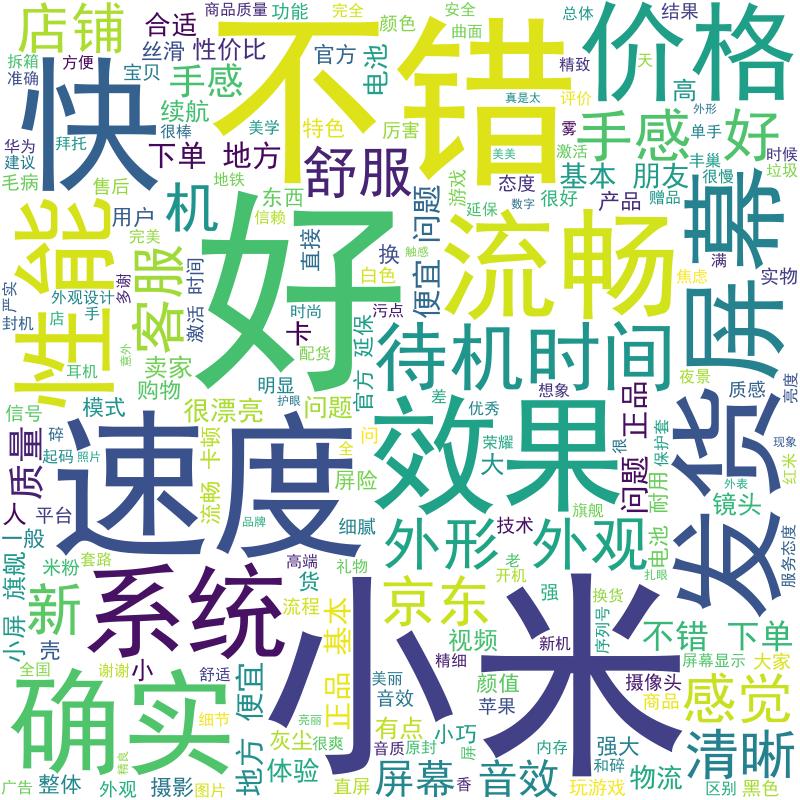 店铺
合适
商品质量
功能
完全
安全
总体
结果
颜色
曲面
不错
价格
拆箱
准确
方便
丝滑
性价比
官方
电池
精致
天
高
宝贝
手感
真是太
评价
外形
快
续航
很棒
美学
特色
厉害
雾
激活
手感
单手
好
华为
建议
拜托
美美
丰巢
时候
垃圾
毛病
售后
下单
地方
地铁
舒服
态度
很好
基本
朋友
很慢
赠品
延保
游戏
数字
产品
用户
机
东西
信赖
直接
换
便宜
问题
性能
客服
完美
好
触感
流畅
屏幕
满
焦虑
实物
严实
封机
多谢
外观设计
店
手
激活
时间
时尚
卡
白色
污点
待机时间
耳机
意外
卖家
购物
配货
官方
延保
明显
护眼
差
优秀
想象
正品
夜景
质感
亮度
信号
模式
很漂亮
问题
效果
发货
质量
碎
起码
照片
速度
全
问
荣耀
大
很
问题
保护套
耐用
现象
红米
人
卡顿
流畅
屏险
外表
镜头
平台
品牌
细腻
旗舰
技术
外形
外观
电池
服务态度
一般
旗舰
小屏
米粉
套路
系统
高端
货
礼物
老
开机
扎眼
新
流程
京东
强
换货
序列号
壳
基本
正品
视频
新机
不错
下单
全国
谢谢
小
舒适
小米
美丽
精细
颜值
苹果
摄像头
屏幕显示
大家
商品
感觉
确实
便宜
地方
细节
亮丽
音效
有点
小巧
灰尘
很爽
音质
原封
屏
内存
强大
和碎
清晰
广告
整体
精良
外观
摄影
图片
体验
直屏
屏幕
香
音效
玩游戏
物流
区别
黑色